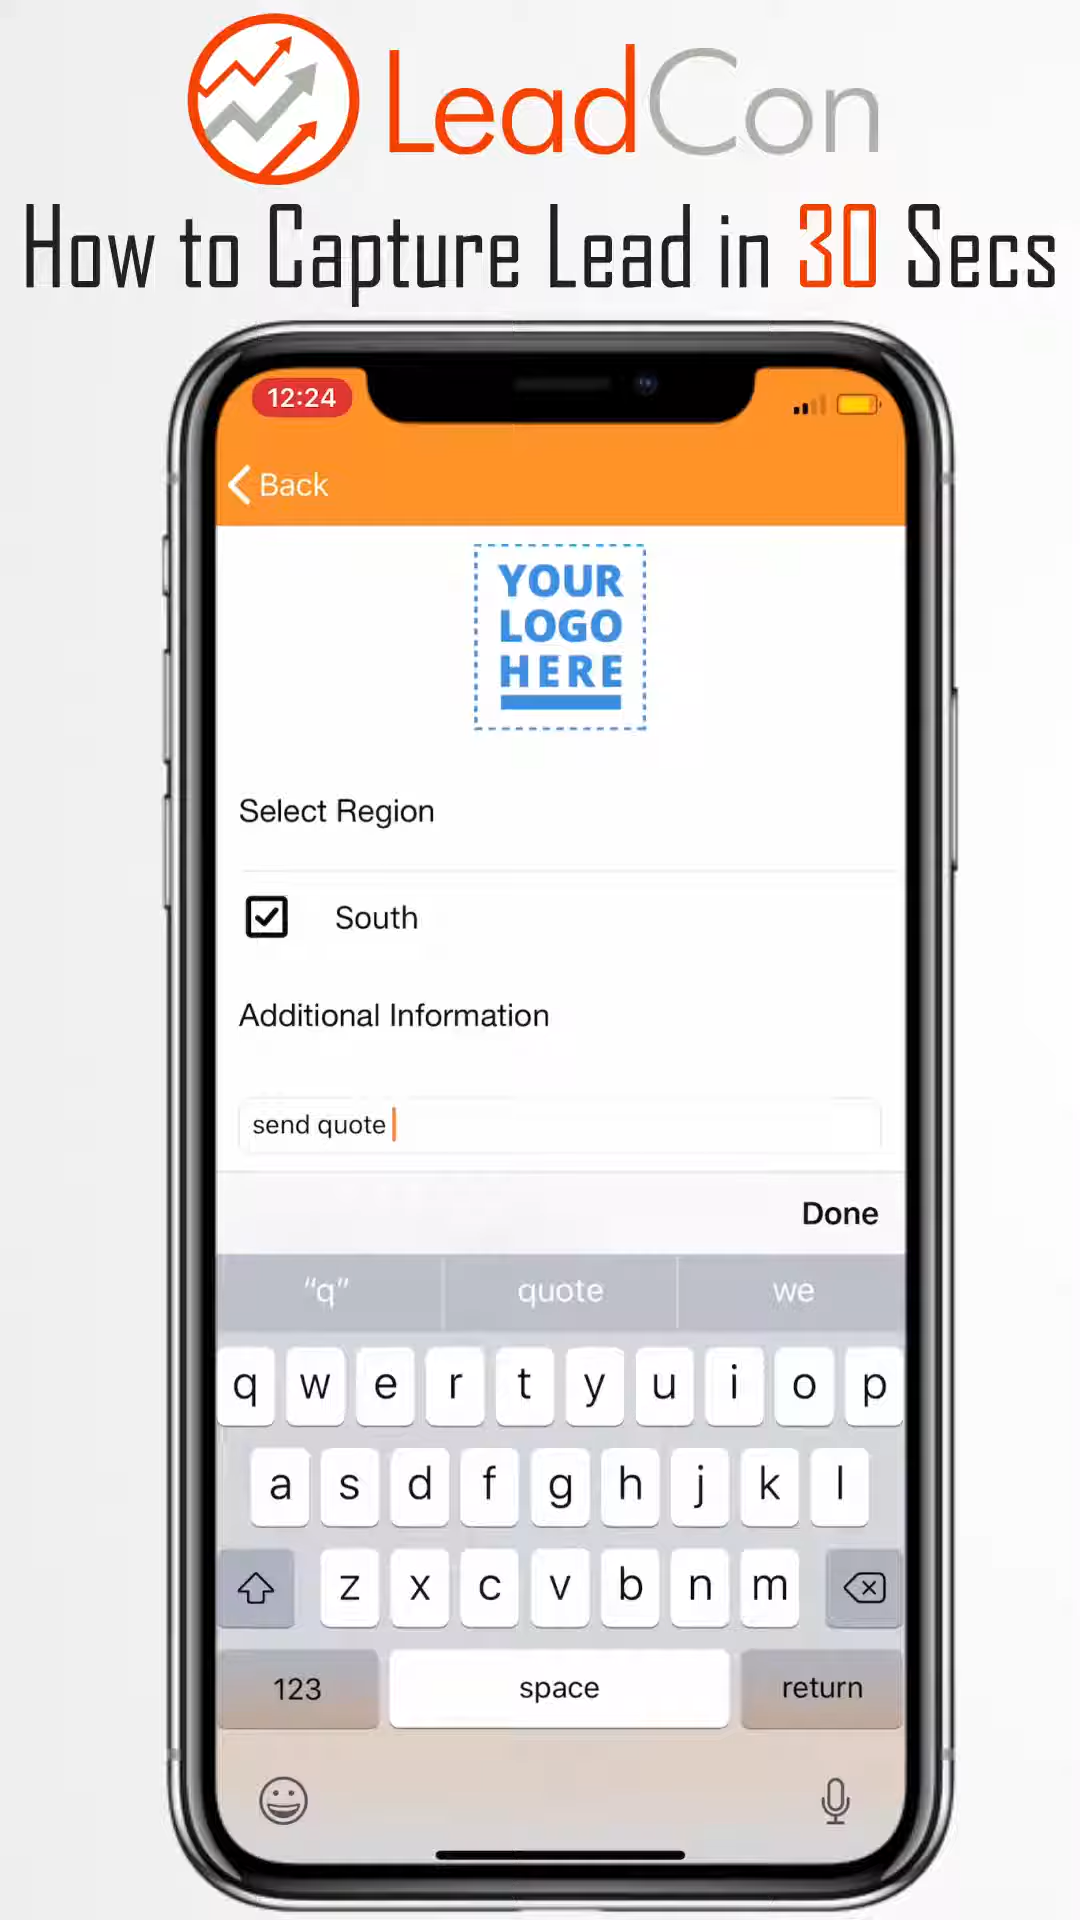 LeadCon
How to Capture Lead in 30 Secs
12:24
Back
YOUR
LOGO
HERE
Select Region
South
Additional Information
send quote
Done
"q" quote we
q w e r t y u i o p
a s d f g h j k l
z x c v b n m
123 space return